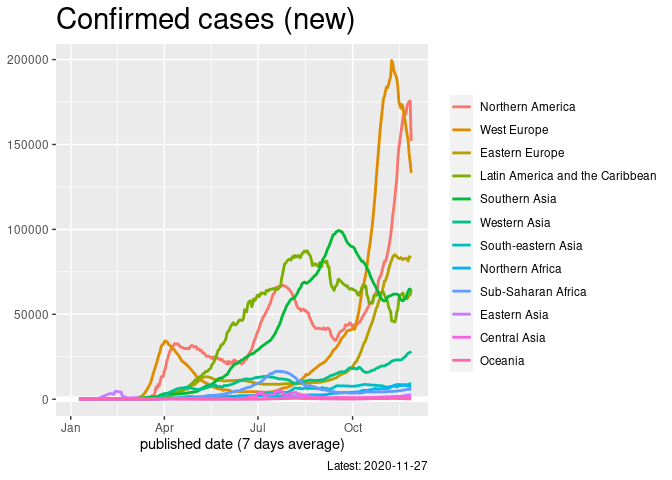 Confirmed cases (new)
200000
150000
100000
50000
0
Jan Apr Jul Oct
published date (7 days average)
Latest: 2020-11-27
Northern America
West Europe
Eastern Europe
Latin America and the Caribbean
Southern Asia
Western Asia
South-eastern Asia
Northern Africa
Sub-Saharan Africa
Eastern Asia
Central Asia
Oceania